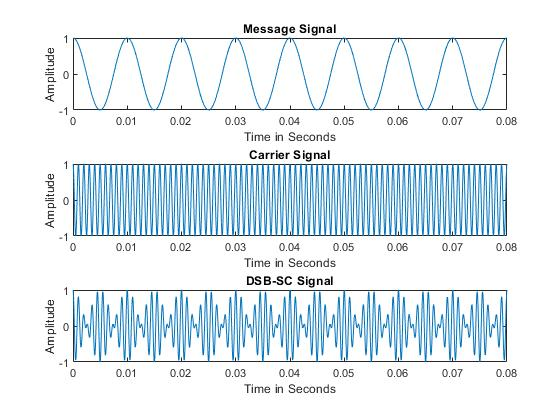 Message Signal
1
0
-1
Amplitude
0 0.01 0.02 0.03 0.04 0.05 0.06 0.07 0.08
Time in Seconds
Carrier Signal
1
0
-1
Amplitude
0 0.01 0.02 0.03 0.04 0.05 0.06 0.07 0.08
Time in Seconds
DSB-SC Signal
1
0
-1
Amplitude
0 0.01 0.02 0.03 0.04 0.05 0.06 0.07 0.08
Time in Seconds